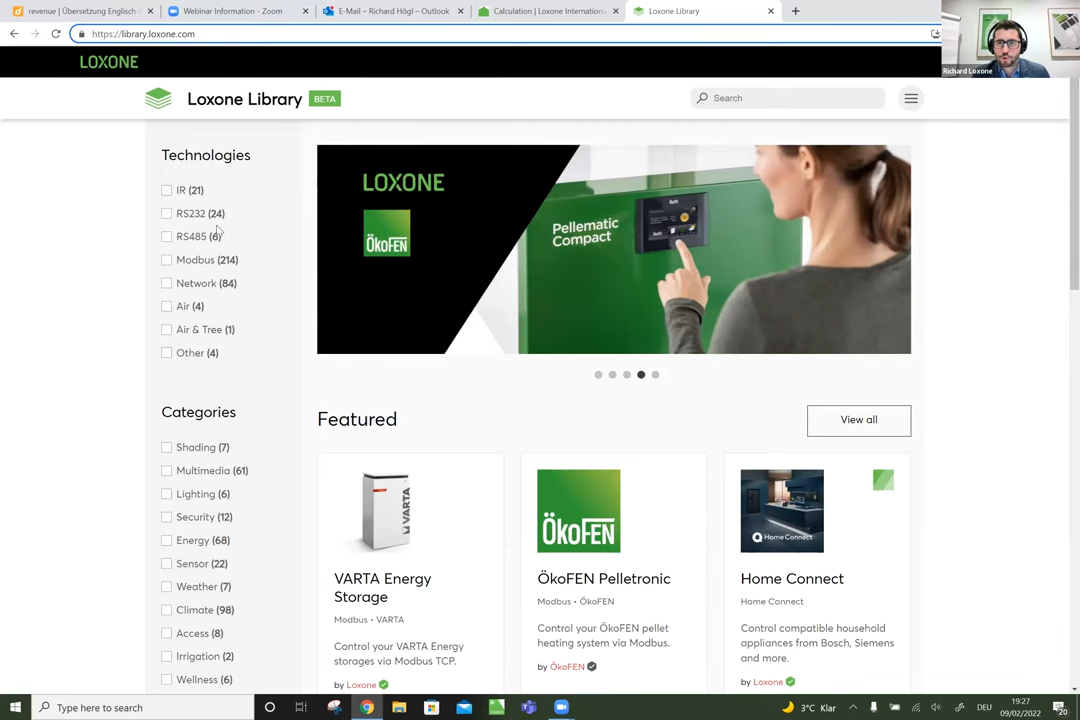 revenue | Übersetzung Englisch-
Webinar Information - Zoom
E-Mail – Richard Högl – Outlook
Calculation | Loxone Internationa
Loxone Library
https://library.loxone.com
Richard Loxone
LOXONE
Loxone Library BETA
Search
Technologies
IR (21)
RS232 (24)
RS485 (6)
Modbus (214)
Network (84)
Air (4)
Air & Tree (1)
Other (4)
Categories
Shading (7)
Multimedia (61)
Lighting (6)
Security (12)
Energy (68)
Sensor (22)
Weather (7)
Climate (98)
Access (8)
Irrigation (2)
Wellness (6)
LOXONE
ÖkoFEN
Pellematic
Compact
Featured
View all
VARTA
VARTA Energy
Storage
Modbus • VARTA
Control your VARTA Energy
storages via Modbus TCP.
by Loxone
ÖkoFEN
ÖkoFEN Pelletronic
Modbus • ÖkoFEN
Control your ÖkoFEN pellet
heating system via Modbus.
by ÖkoFEN
Home Connect
Home Connect
Home Connect
Control compatible household
appliances from Bosch, Siemens
and more.
by Loxone
Type here to search
3°C Klar
DEU
19:27
09/02/2022
20